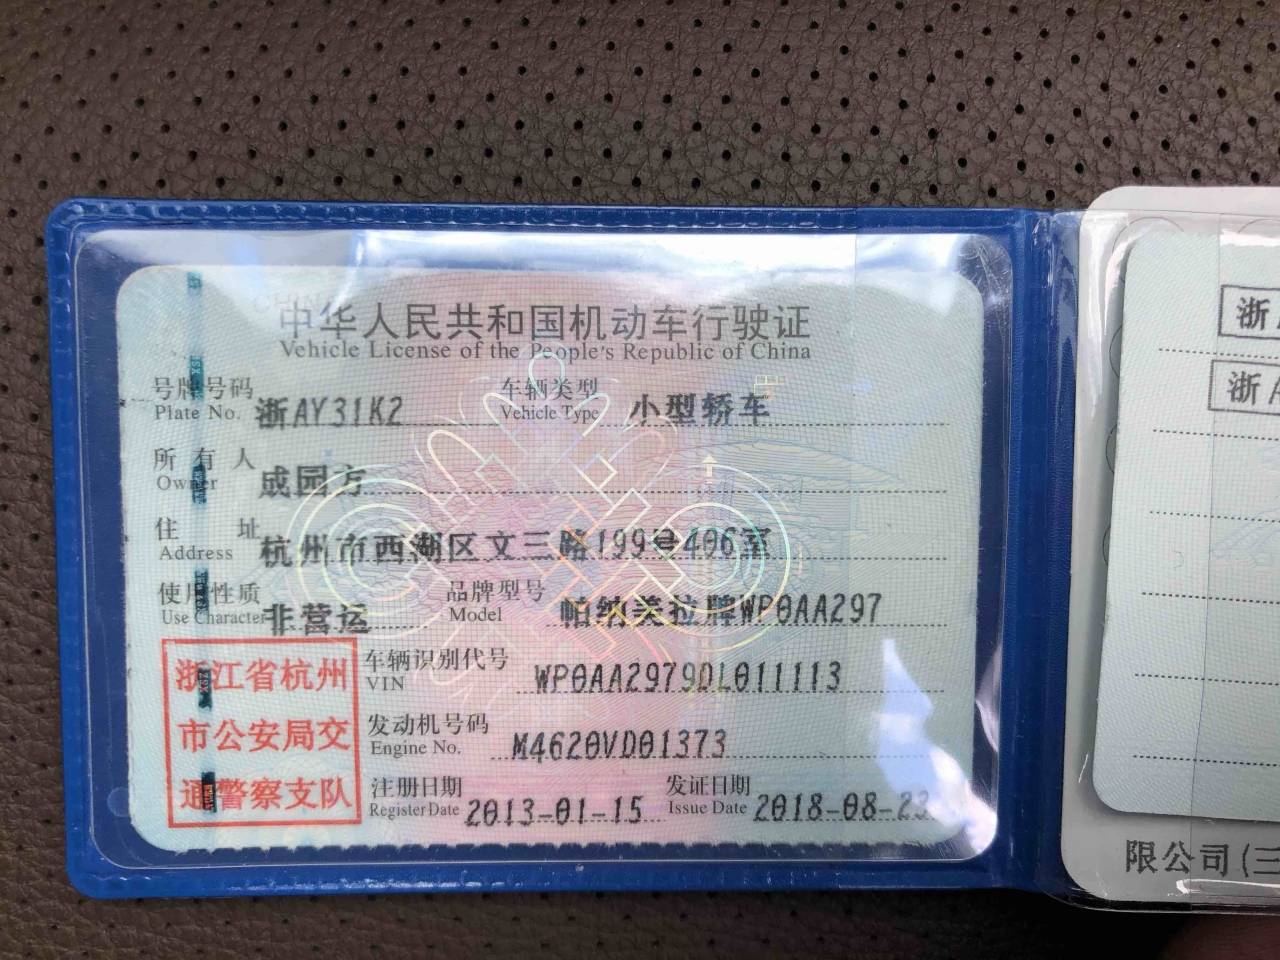 中华人民共和国机动车行驶证
Vehicle License of the People's Republic of China
号牌号码 浙AY31K2 车辆类型 小型轿车
Plate No. Vehicle Type
所有人 成园方
Owner
住址 杭州市西湖区文三路199号406室
Address
使用性质 非营运 品牌型号 帕纳美拉牌WP0AA297
Use Character Model
浙江省杭州
市公安局交
通警察支队
车辆识别代号 WP0AA2979DL011113
VIN
发动机号码 M4620VD01373
Engine No.
注册日期 2013-01-15 发证日期 2018-08-23
Register Date Issue Date
浙
浙A
限公司(三